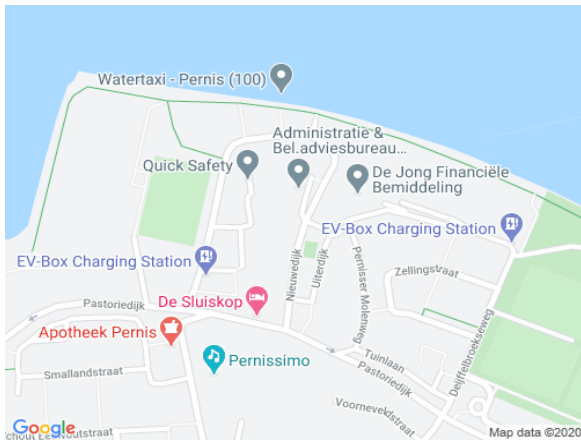 Watertaxi - Pernis (100)
Administratie &
Bel.adviesbureau...
Quick Safety
De Jong Financiële
Bemiddeling
EV-Box Charging Station
EV-Box Charging Station
Zellingstraat
Nieuwedijk
Uiterdijk
Pernisser Molenweg
De Sluiskop
Pastoriedijk
Deijffelbroekseweg
Apotheek Pernis
Pernissimo
Tuinlaan
Pastoriedijk
Smallandstraat
Voorneveldstraat
Google
Map data ©2020